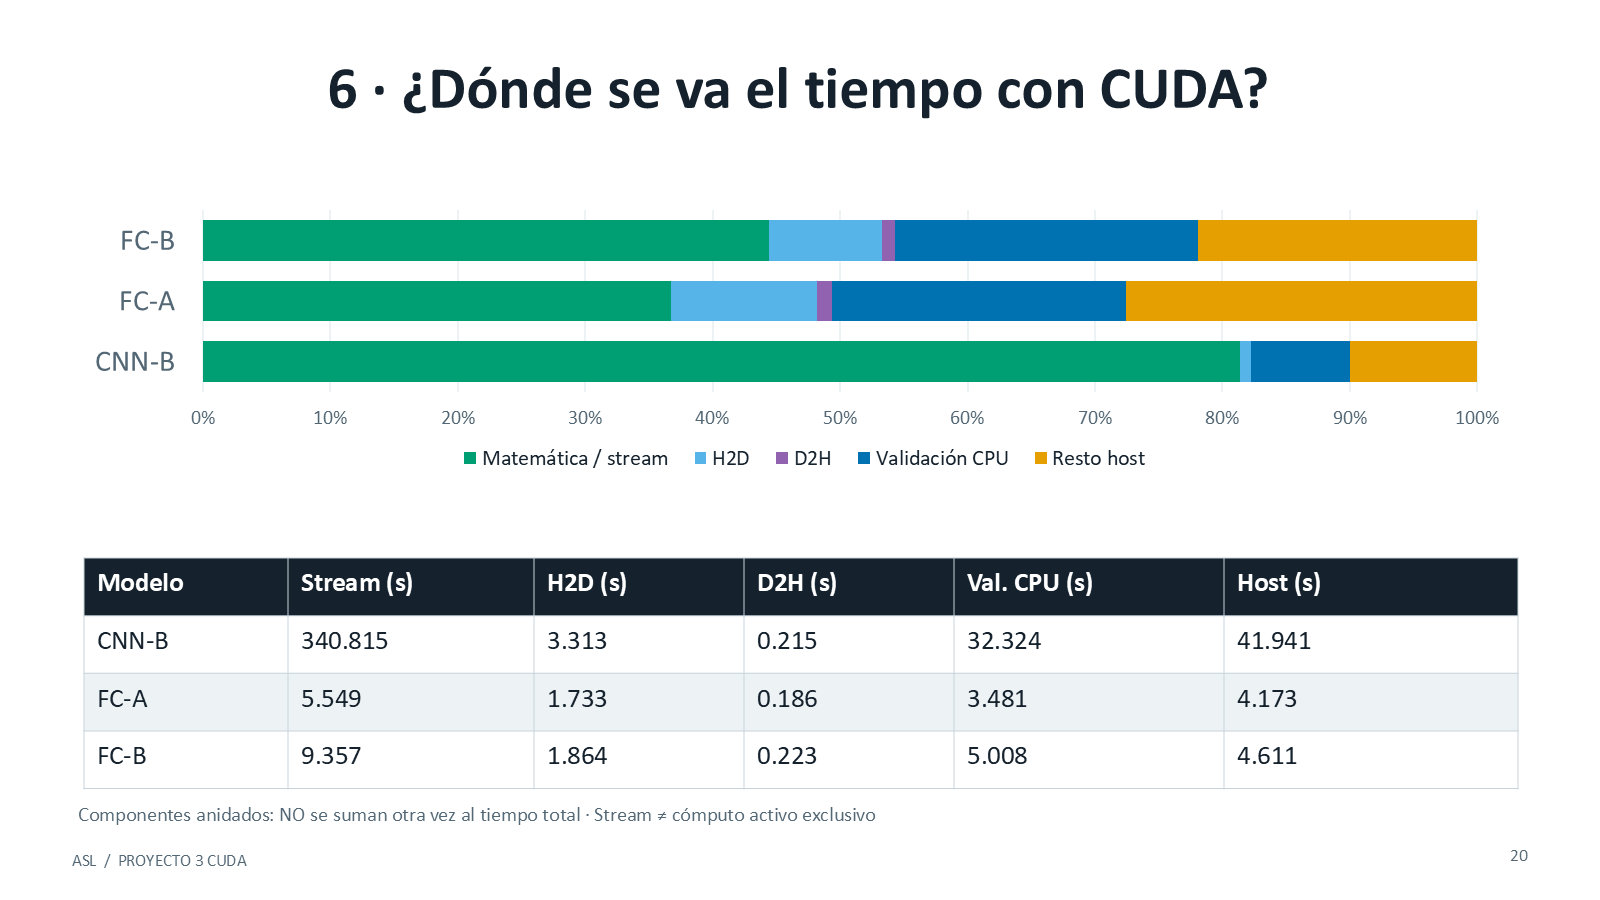 6 · ¿Dónde se va el tiempo con CUDA?
FC-B
FC-A
CNN-B
0% 10% 20% 30% 40% 50% 60% 70% 80% 90% 100%
Matemática / stream H2D D2H Validación CPU Resto host
Modelo Stream (s) H2D (s) D2H (s) Val. CPU (s) Host (s)
CNN-B 340.815 3.313 0.215 32.324 41.941
FC-A 5.549 1.733 0.186 3.481 4.173
FC-B 9.357 1.864 0.223 5.008 4.611
Componentes anidados: NO se suman otra vez al tiempo total · Stream ≠ cómputo activo exclusivo
ASL / PROYECTO 3 CUDA
20